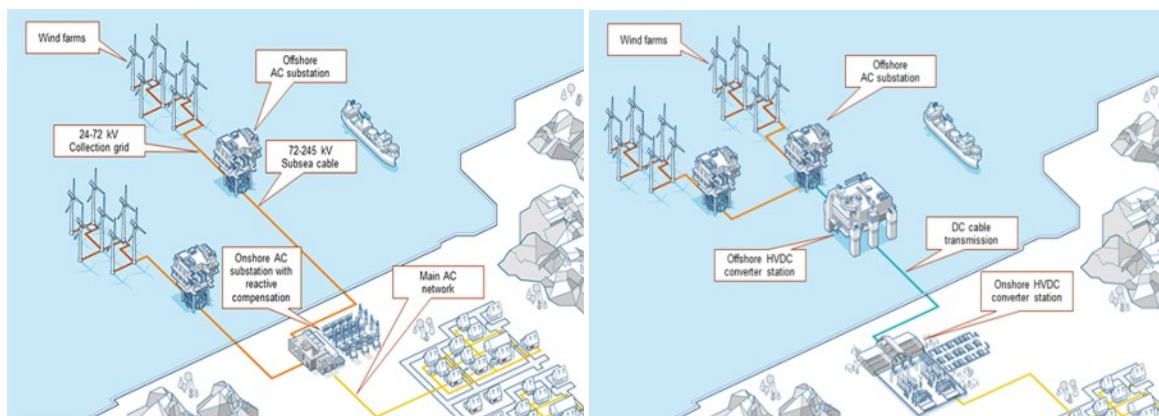 Wind farms
Offshore
AC substation
24-72 kV
Collection grid
72-245 kV
Subsea cable
Onshore AC
substation with
reactive
compensation
Main AC
network
Wind farms
Offshore
AC substation
Offshore HVDC
converter station
DC cable
transmission
Onshore HVDC
converter station